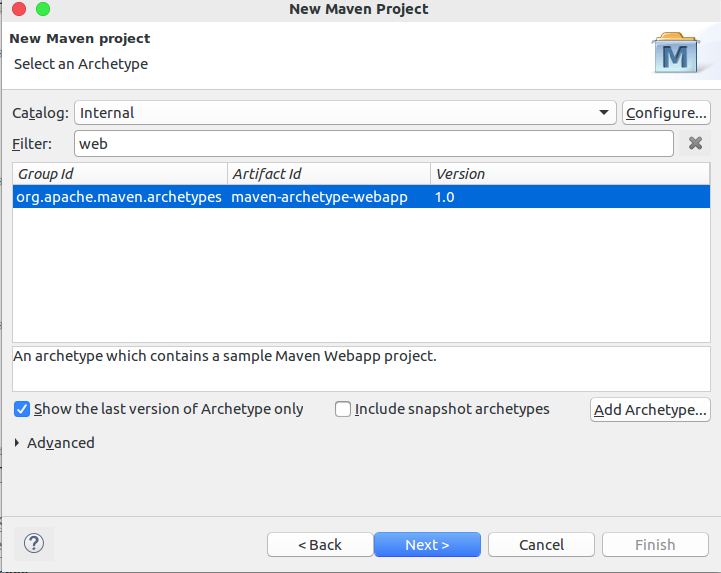 New Maven Project
New Maven project
Select an Archetype
M
Catalog: Internal Configure...
Filter: web
Group Id Artifact Id Version
org.apache.maven.archetypes maven-archetype-webapp 1.0
An archetype which contains a sample Maven Webapp project.
Show the last version of Archetype only Include snapshot archetypes Add Archetype...
Advanced
? < Back Next > Cancel Finish